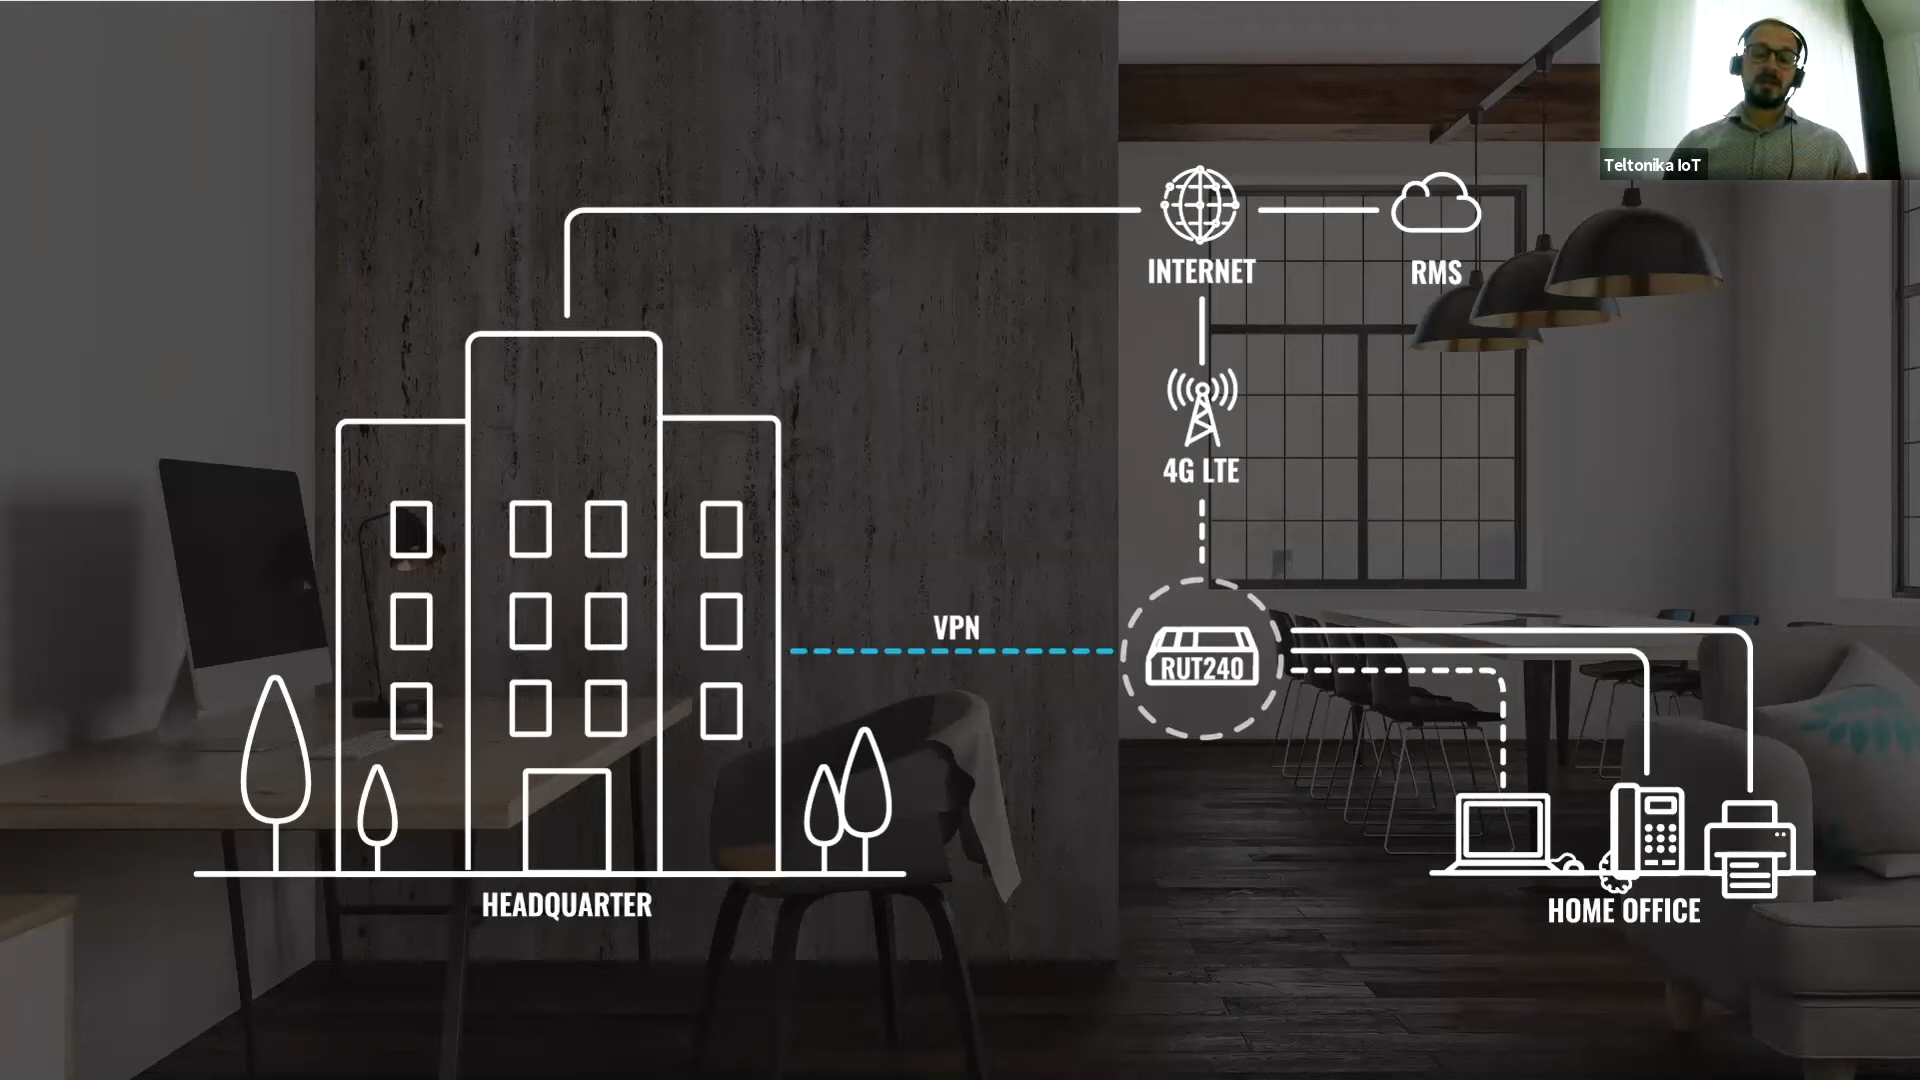 Teltonika IoT
INTERNET
RMS
4G LTE
VPN
RUT240
HEADQUARTER
HOME OFFICE